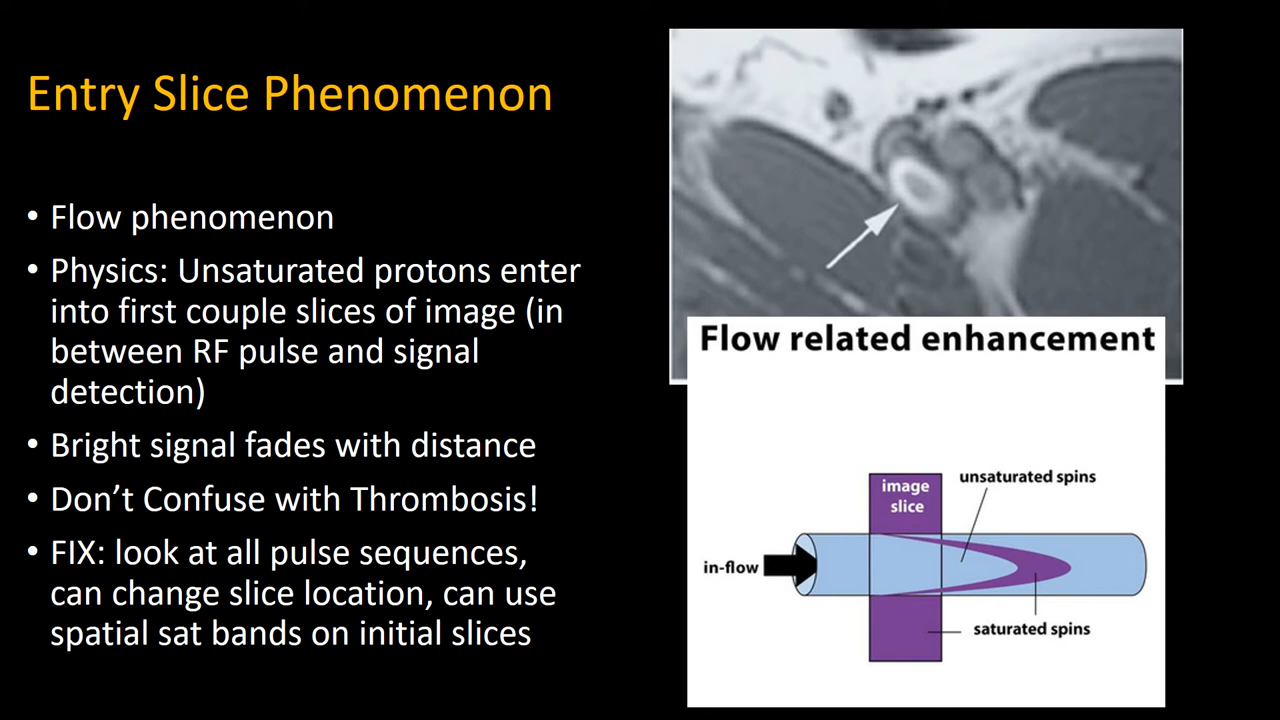 Entry Slice Phenomenon
• Flow phenomenon
• Physics: Unsaturated protons enter
into first couple slices of image (in
between RF pulse and signal
detection)
• Bright signal fades with distance
• Don’t Confuse with Thrombosis!
• FIX: look at all pulse sequences,
can change slice location, can use
spatial sat bands on initial slices
Flow related enhancement
image
slice
unsaturated spins
in-flow
saturated spins